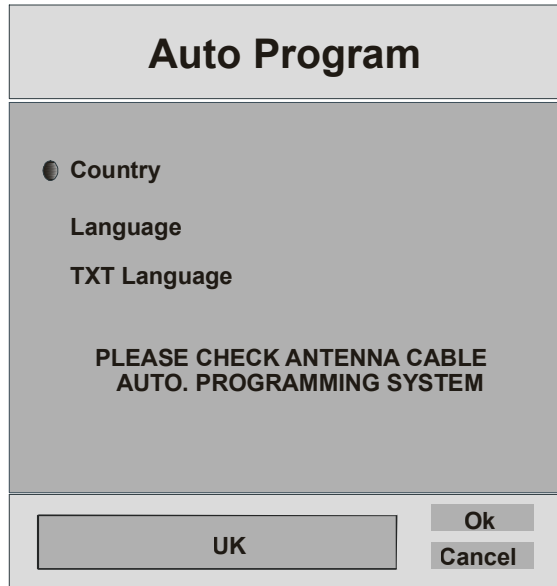 Auto Program
Country
Language
TXT Language
PLEASE CHECK ANTENNA CABLE
AUTO. PROGRAMMING SYSTEM
UK
Ok
Cancel